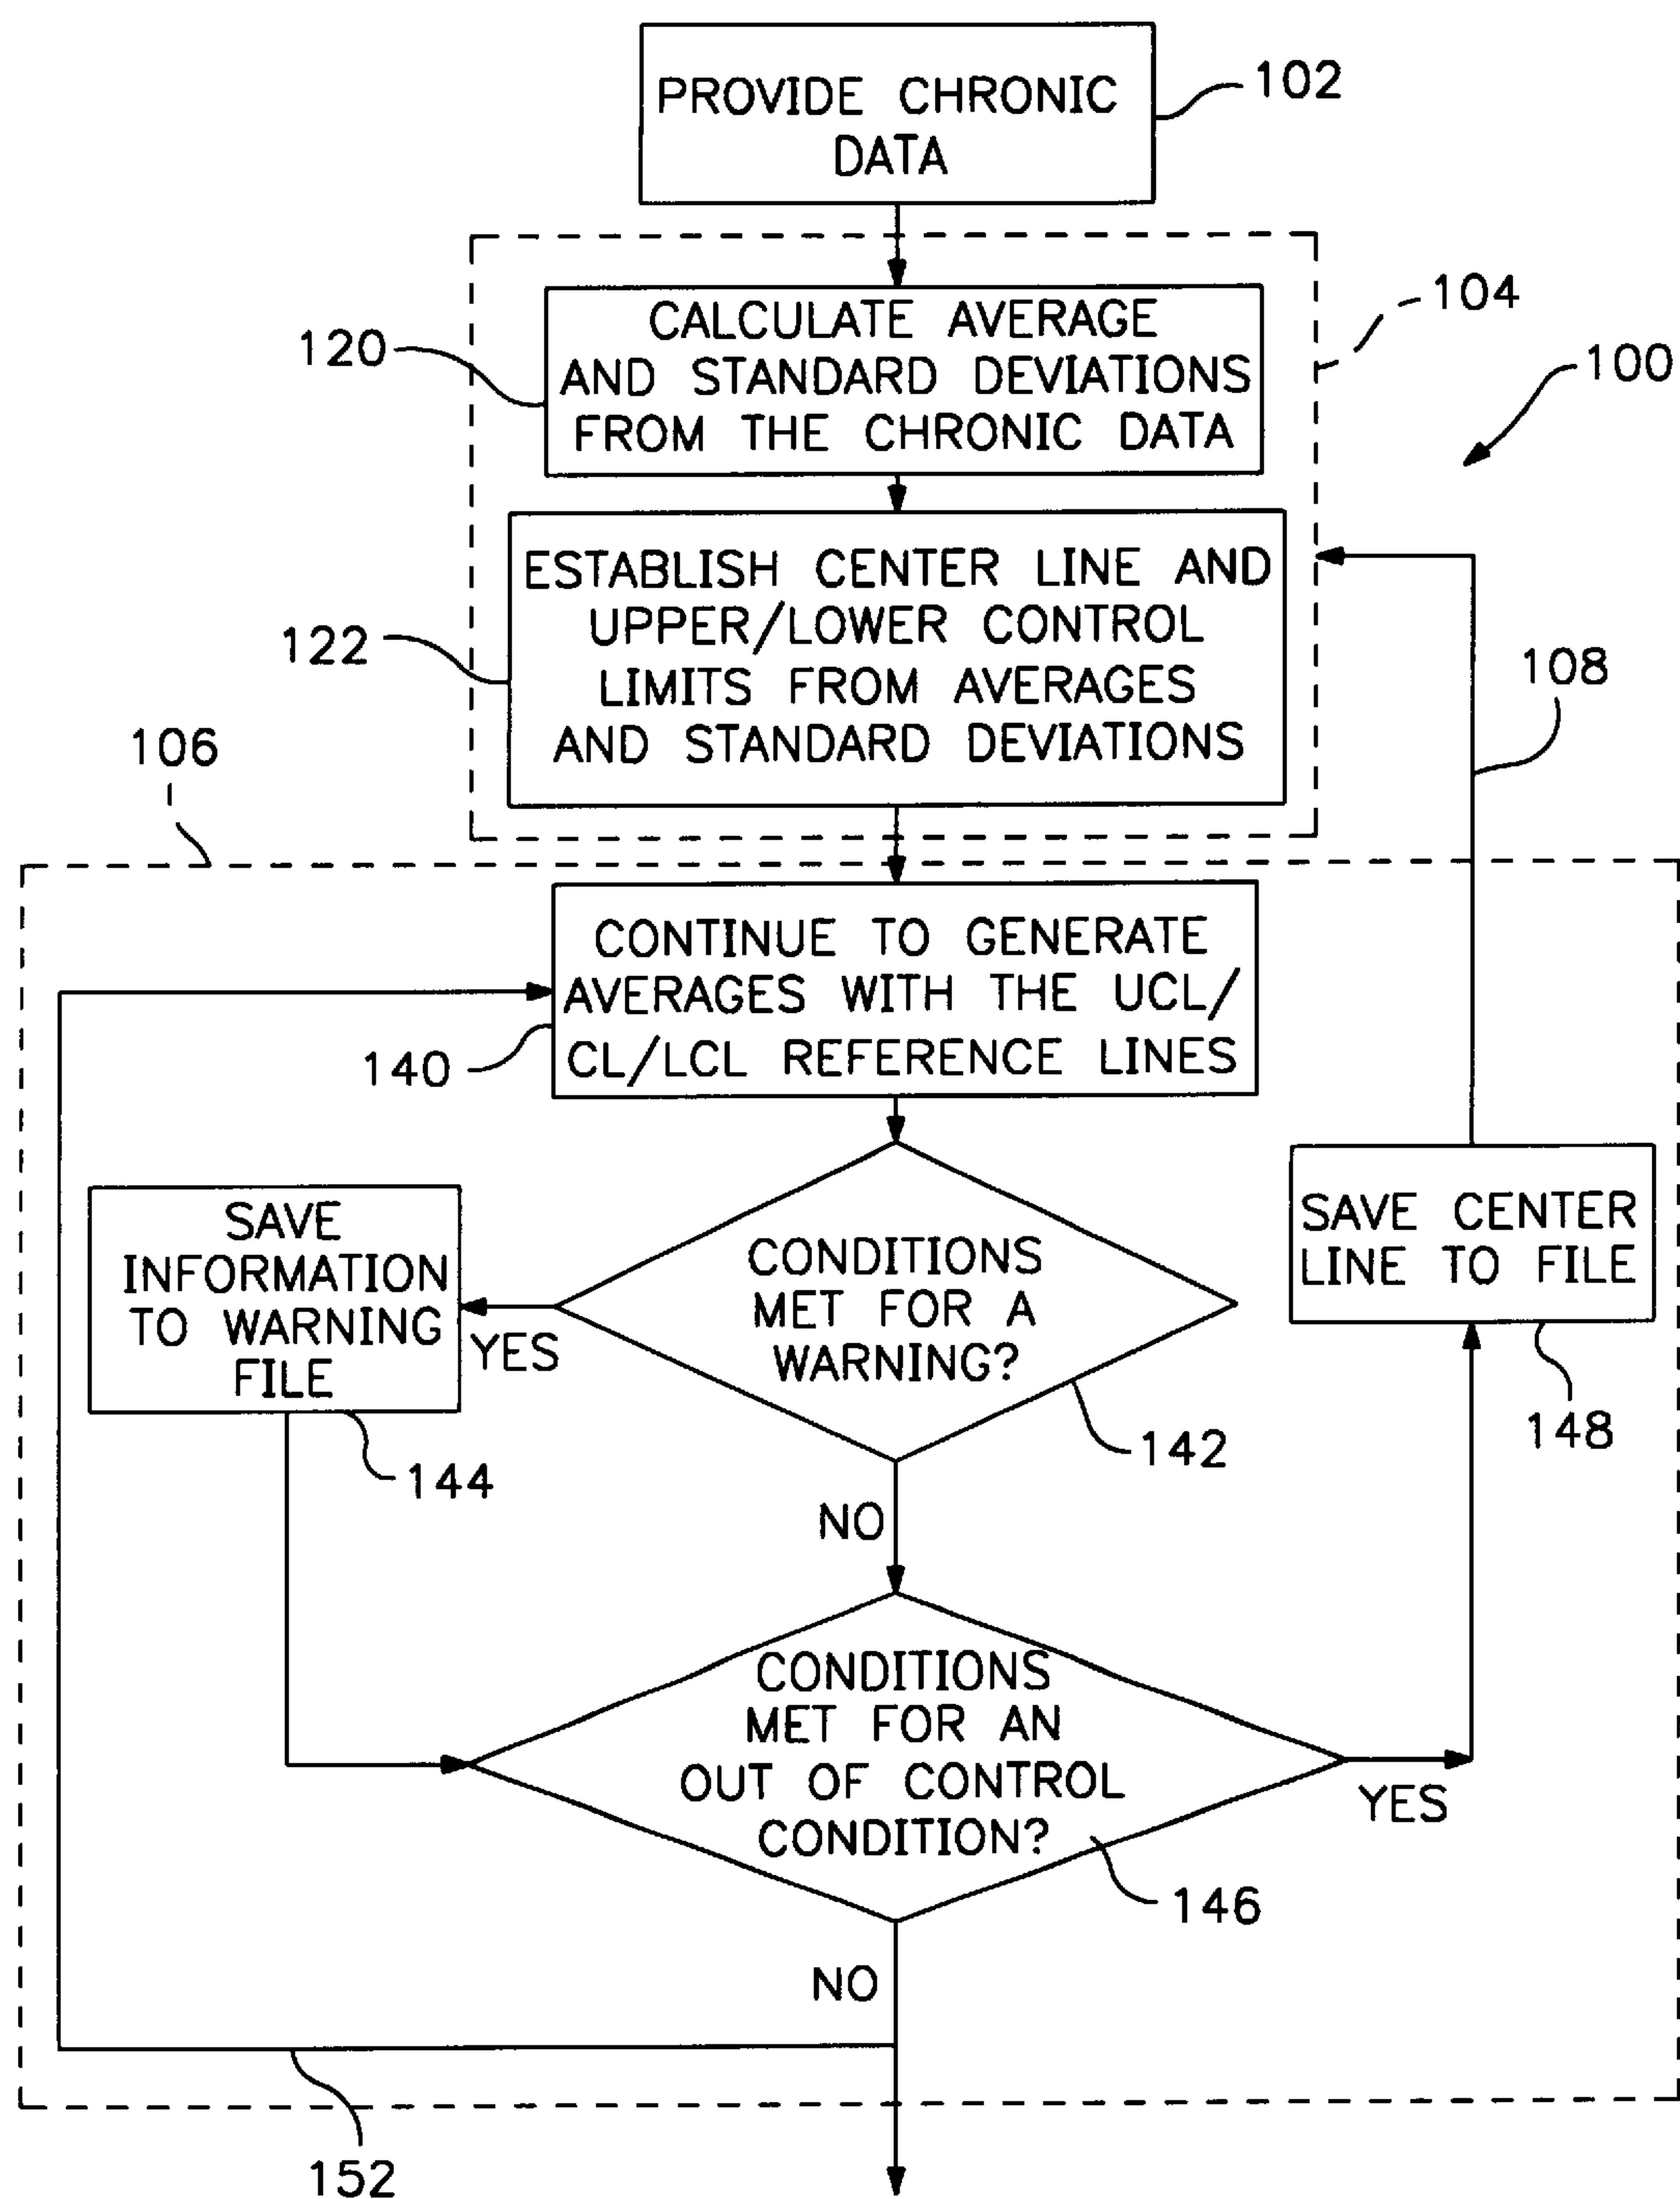 PROVIDE CHRONIC
DATA
102
104
100
CALCULATE AVERAGE
AND STANDARD DEVIATIONS
FROM THE CHRONIC DATA
120
ESTABLISH CENTER LINE AND
UPPER/LOWER CONTROL
LIMITS FROM AVERAGES
AND STANDARD DEVIATIONS
122
108
106
CONTINUE TO GENERATE
AVERAGES WITH THE UCL/
CL/LCL REFERENCE LINES
140
SAVE
INFORMATION
TO WARNING
FILE
YES
144
CONDITIONS
MET FOR A
WARNING?
142
SAVE CENTER
LINE TO FILE
148
NO
CONDITIONS
MET FOR AN
OUT OF CONTROL
CONDITION?
YES
146
NO
152